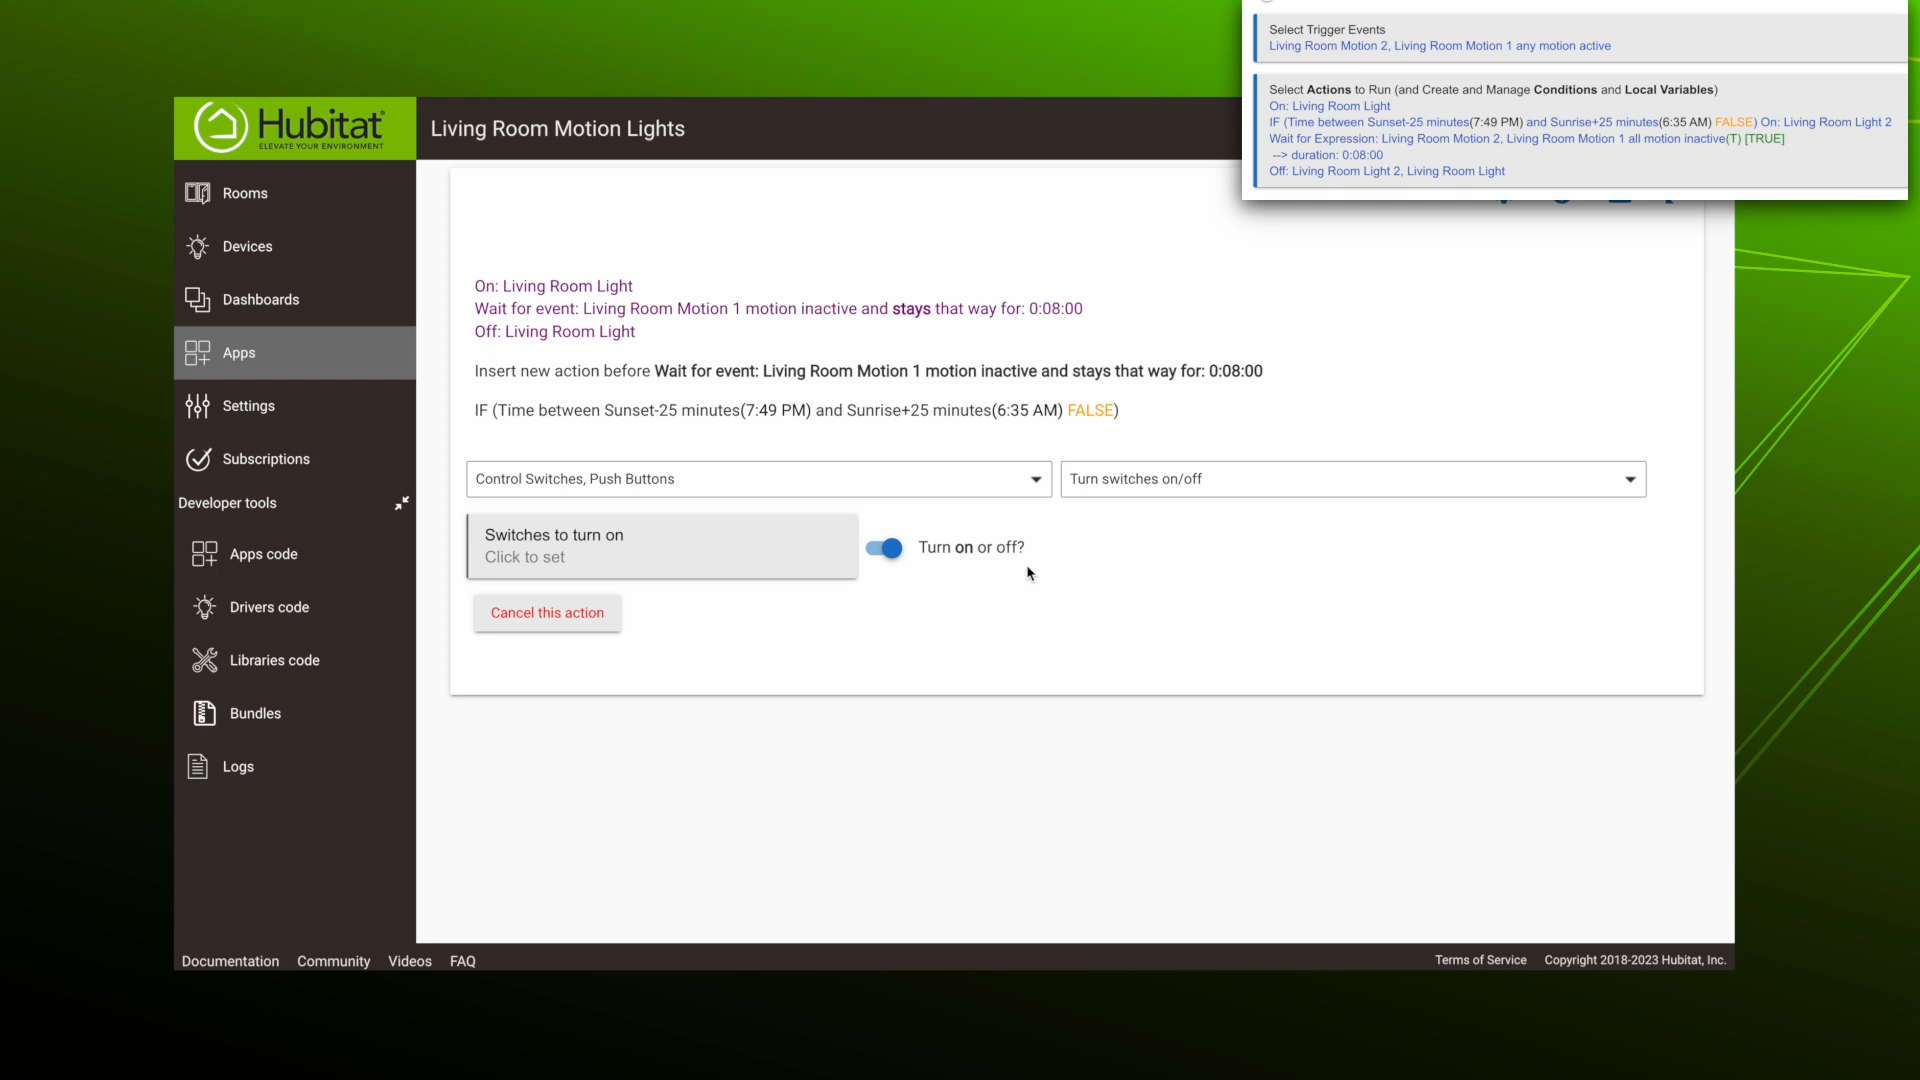 Select Trigger Events
Living Room Motion 2, Living Room Motion 1 any motion active
Select Actions to Run (and Create and Manage Conditions and Local Variables)
On: Living Room Light
IF (Time between Sunset-25 minutes(7:49 PM) and Sunrise+25 minutes(6:35 AM) FALSE) On: Living Room Light 2
Wait for Expression: Living Room Motion 2, Living Room Motion 1 all motion inactive(T) [TRUE]
--> duration: 0:08:00
Off: Living Room Light 2, Living Room Light
Hubitat
ELEVATE YOUR ENVIRONMENT
Living Room Motion Lights
Rooms
Devices
Dashboards
Apps
Settings
Subscriptions
Developer tools
Apps code
Drivers code
Libraries code
Bundles
Logs
On: Living Room Light
Wait for event: Living Room Motion 1 motion inactive and stays that way for: 0:08:00
Off: Living Room Light
Insert new action before Wait for event: Living Room Motion 1 motion inactive and stays that way for: 0:08:00
IF (Time between Sunset-25 minutes(7:49 PM) and Sunrise+25 minutes(6:35 AM) FALSE)
Control Switches, Push Buttons
Turn switches on/off
Switches to turn on
Click to set
Turn on or off?
Cancel this action
Documentation Community Videos FAQ
Terms of Service Copyright 2018-2023 Hubitat, Inc.